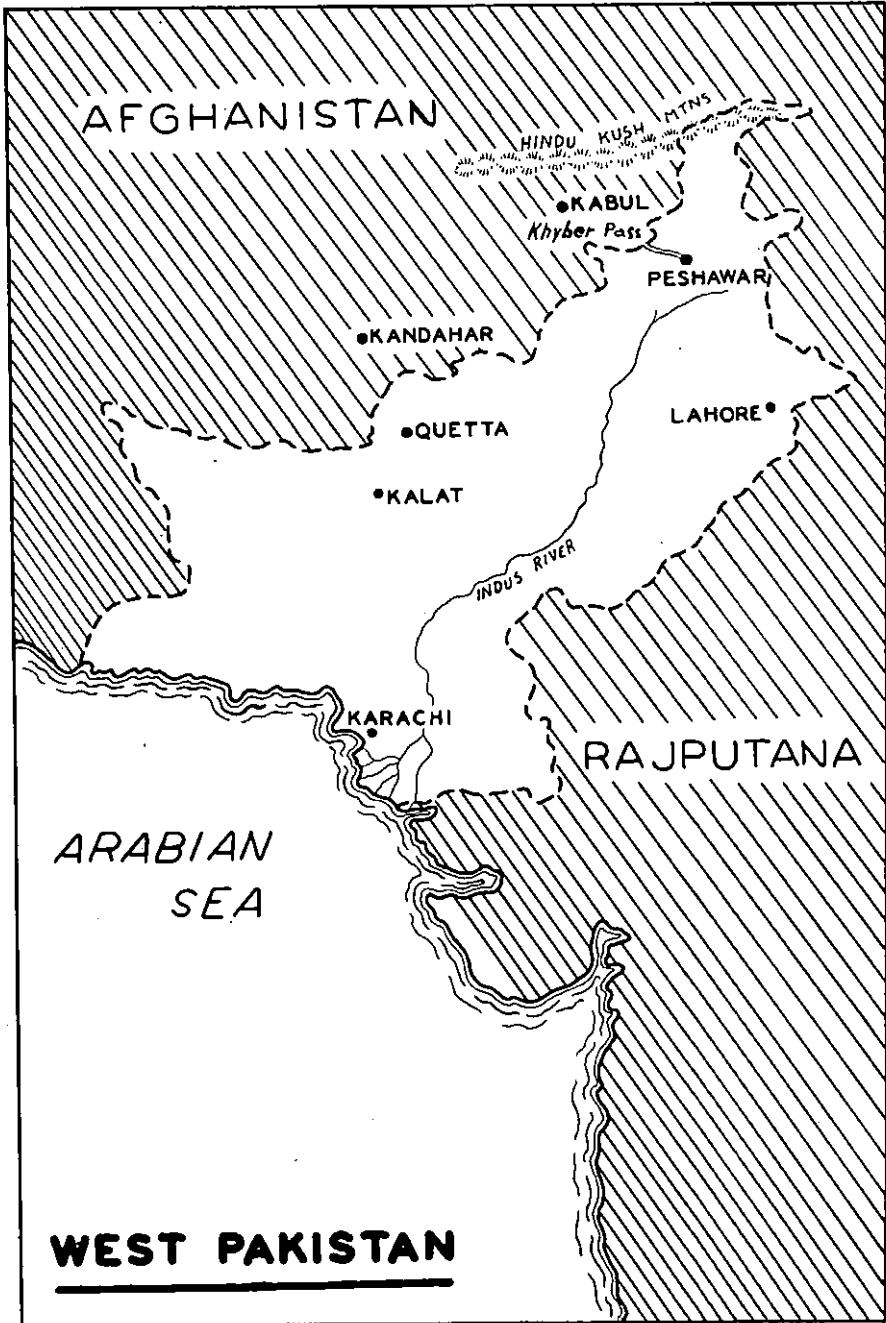 AFGHANISTAN
HINDU KUSH MTNS
KABUL
Khyber Pass
PESHAWAR
KANDAHAR
LAHORE
QUETTA
KALAT
INDUS RIVER
KARACHI
RAJPUTANA
ARABIAN
SEA
WEST PAKISTAN